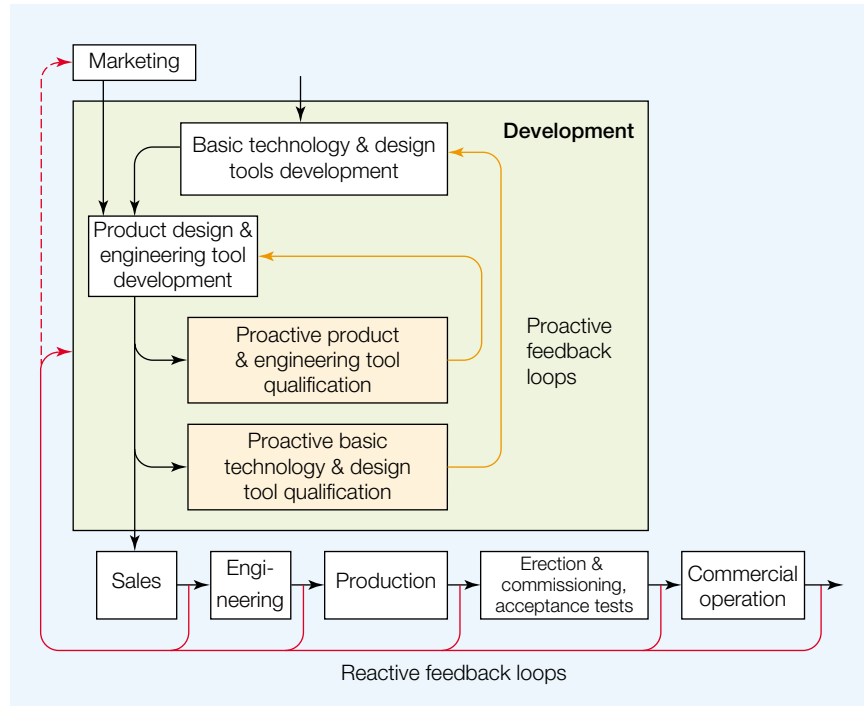 Marketing
Development
Basic technology & design
tools development
Product design &
engineering tool
development
Proactive product
& engineering tool
qualification
Proactive
feedback
loops
Proactive basic
technology & design
tool qualification
Sales
Engi-
neering
Production
Erection &
commissioning,
acceptance tests
Commercial
operation
Reactive feedback loops